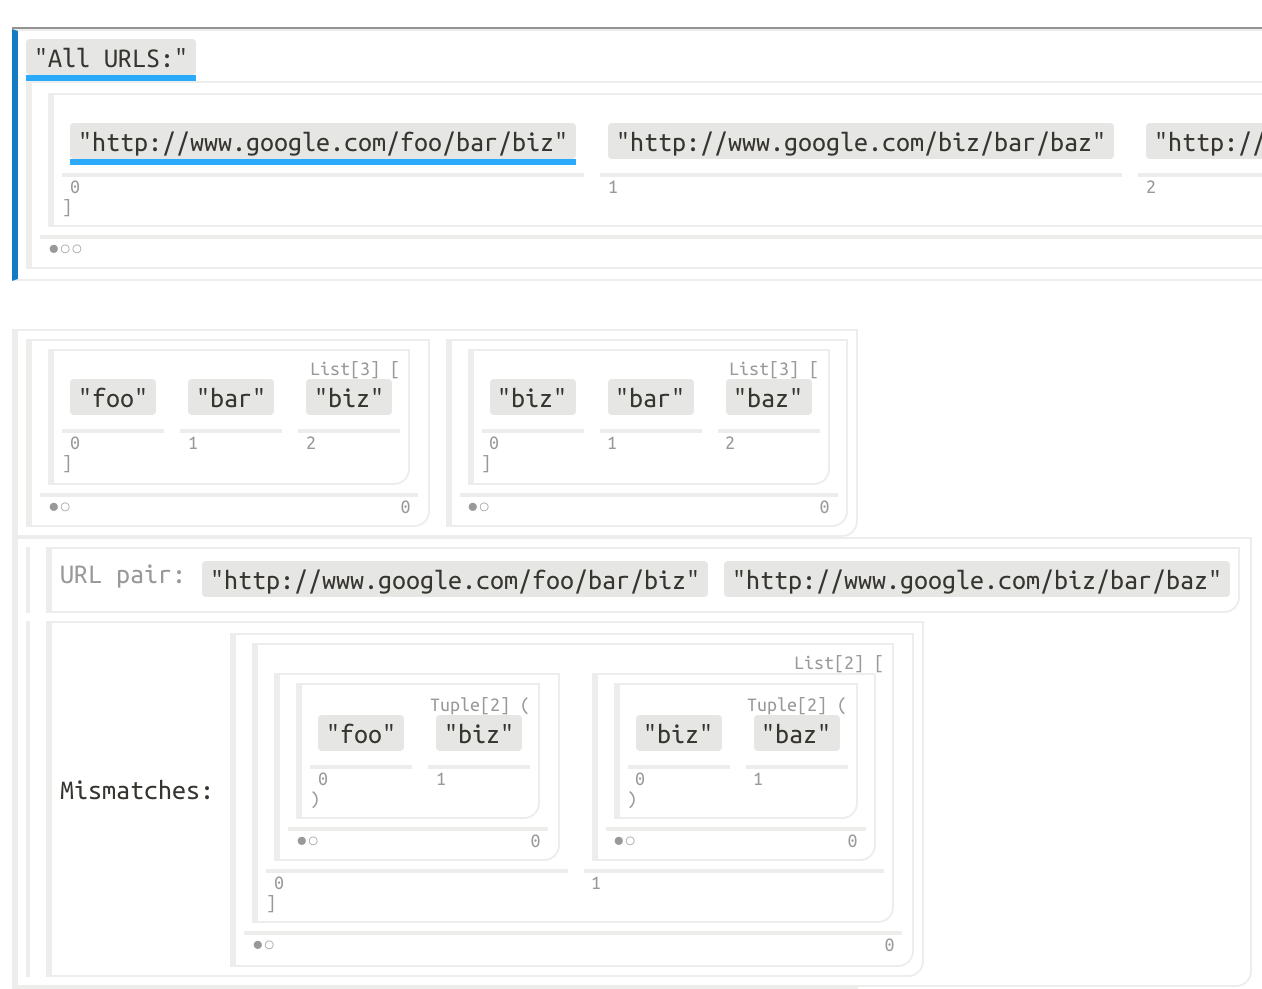 "All URLS:"
"http://www.google.com/foo/bar/biz" "http://www.google.com/biz/bar/baz" "http://
0 1 2
]
List[3] [ List[3] [
"foo" "bar" "biz" "biz" "bar" "baz"
0 1 2 0 1 2
] ]
0 0
URL pair: "http://www.google.com/foo/bar/biz" "http://www.google.com/biz/bar/baz"
List[2] [
Tuple[2] ( Tuple[2] (
"foo" "biz" "biz" "baz"
0 1 0 1
Mismatches:
) )
0 0
0 1
]
0